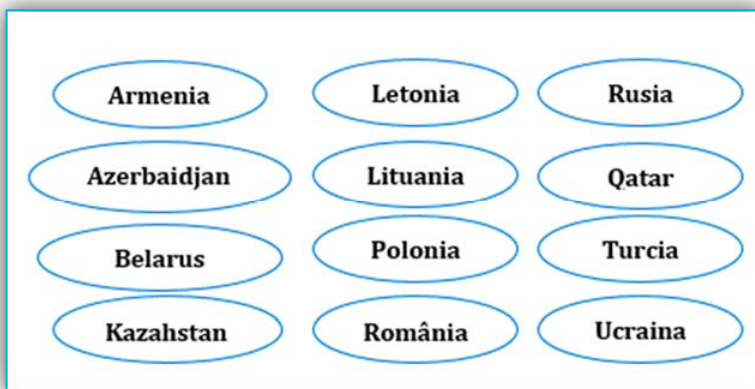 Armenia
Letonia
Rusia
Azerbaidjan
Lituania
Qatar
Belarus
Polonia
Turcia
Kazahstan
România
Ucraina